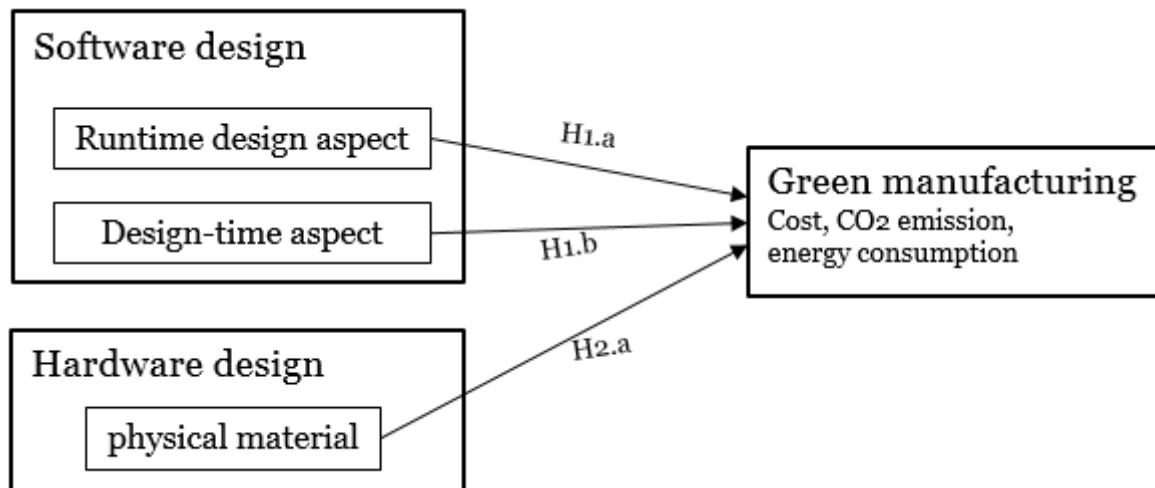 Software design
Runtime design aspect
Design-time aspect
H1.a
H1.b
Green manufacturing
Cost, CO2 emission,
energy consumption
Hardware design
physical material
H2.a